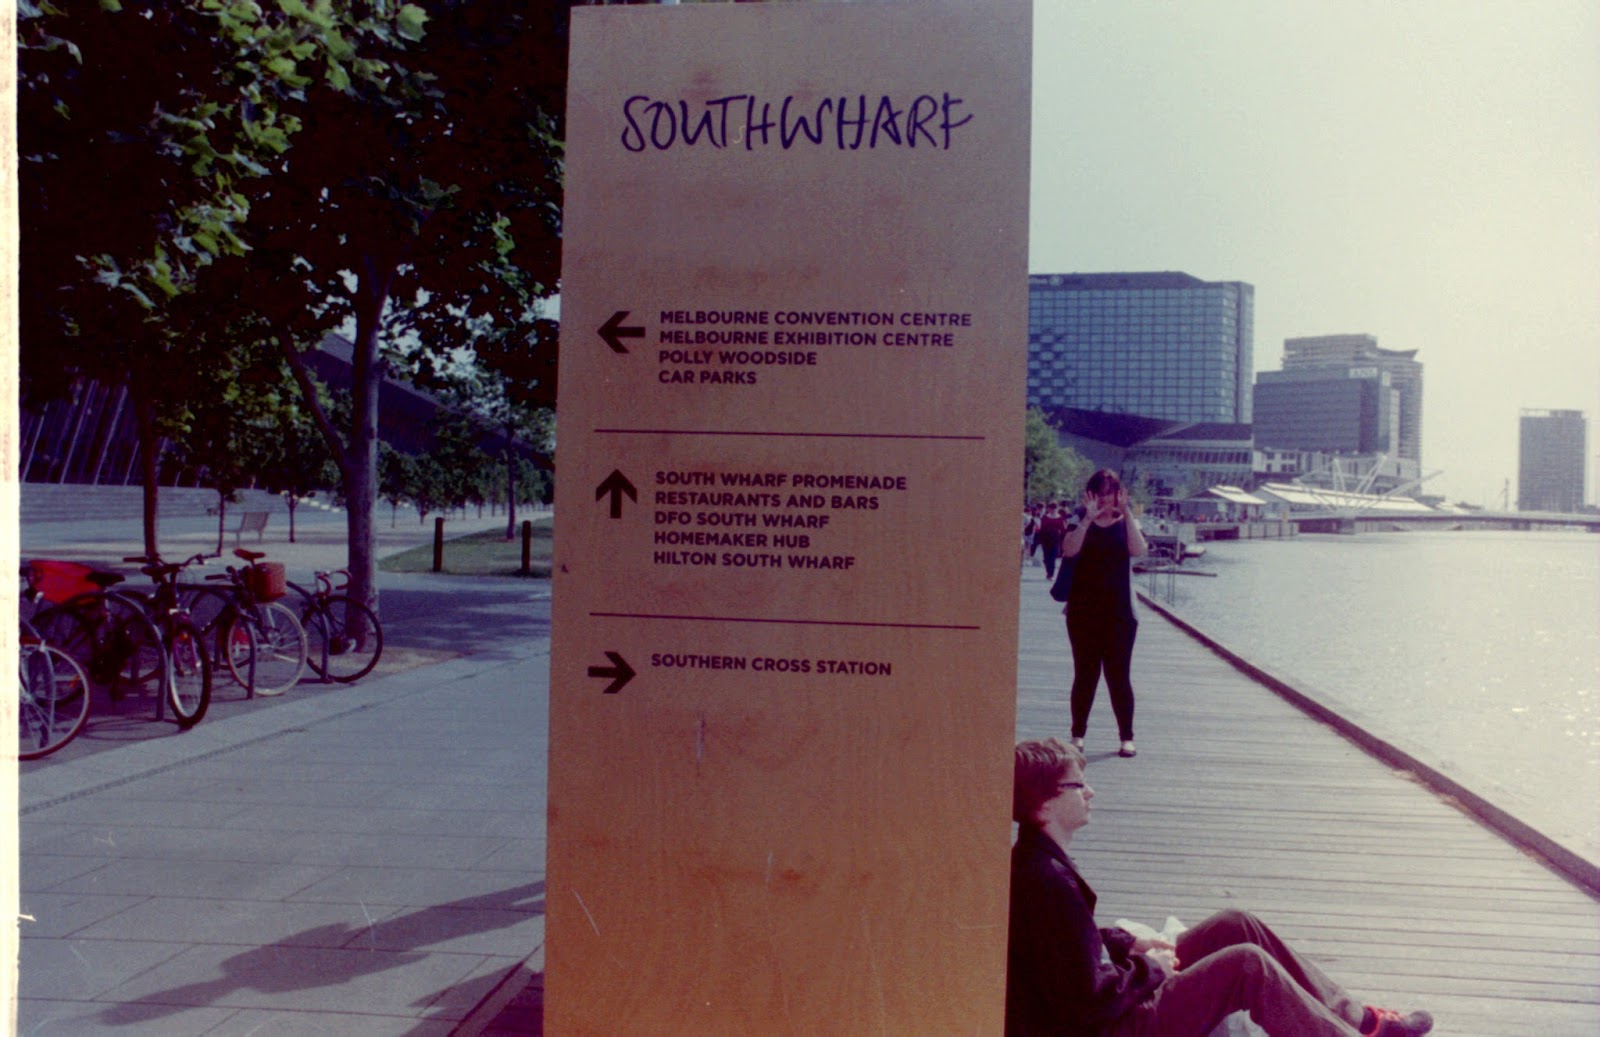 SOUTHWHARF
MELBOURNE CONVENTION CENTRE
MELBOURNE EXHIBITION CENTRE
POLLY WOODSIDE
CAR PARKS
SOUTH WHARF PROMENADE
RESTAURANTS AND BARS
DFO SOUTH WHARF
HOMEMAKER HUB
HILTON SOUTH WHARF
SOUTHERN CROSS STATION